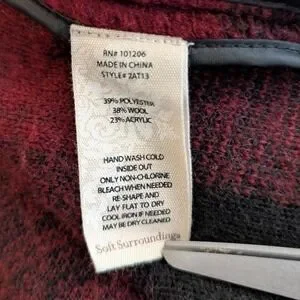 RN# 101206
MADE IN CHINA
STYLE# 2AT13
39% POLYESTER
38% WOOL
23% ACRYLIC
HAND WASH COLD
INSIDE OUT
ONLY NON-CHLORINE
BLEACH WHEN NEEDED
RE-SHAPE AND
LAY FLAT TO DRY
COOL IRON IF NEEDED
MAY BE DRY CLEANED
Soft Surroundings